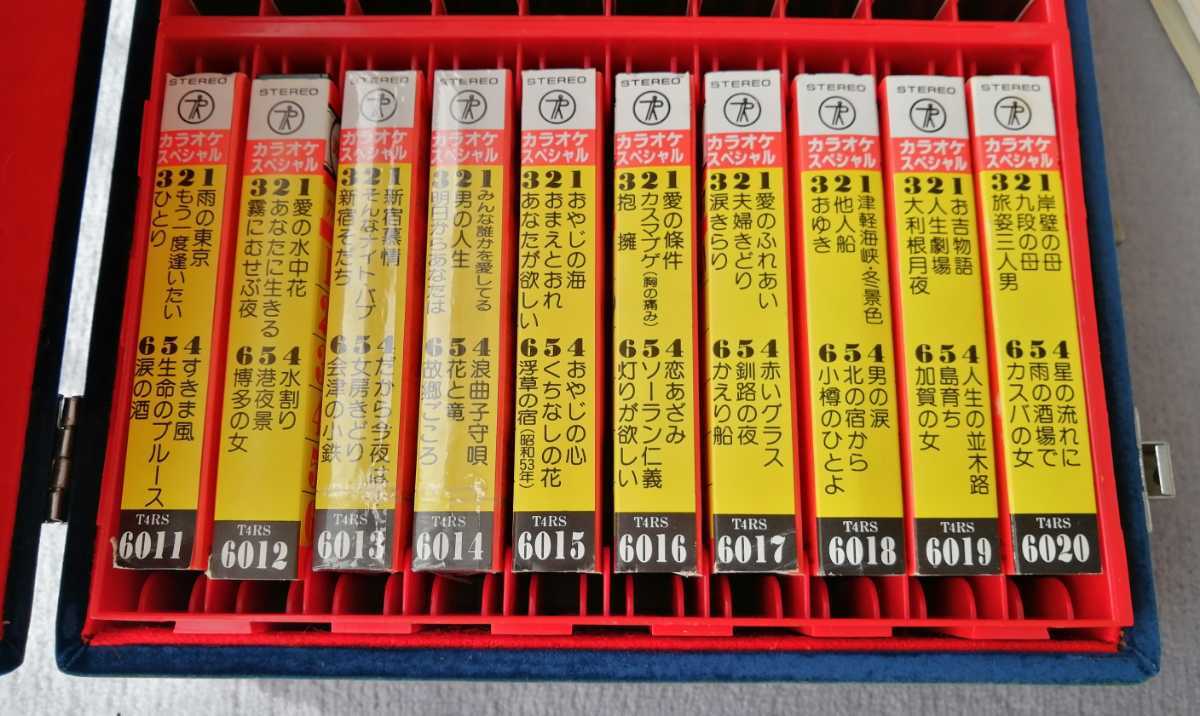 STEREO
カラオケ
スペシャル
1 雨の東京
2 もう一度逢いたい
3 ひとり
4 すきま風
5 生命のブルース
6 涙の酒
T4RS
6011
STEREO
カラオケ
スペシャル
1 愛の水中花
2 あなたに生きる
3 霧にむせぶ夜
4 水割り
5 港夜景
6 博多の女
T4RS
6012
STEREO
カラオケ
スペシャル
1 新宿慕情
2 そんなナイト・パブ
3 新宿そだち
4 だから今夜は
5 女房きどり
6 会津の小鉄
T4RS
6013
STEREO
カラオケ
スペシャル
1 みんな誰かを愛してる
2 男の人生
3 明日からあなたは
4 浪曲子守唄
5 花と竜
6 故郷ごころ
T4RS
6014
STEREO
カラオケ
スペシャル
1 おやじの海
2 おまえとおれ
3 あなたが欲しい
4 おやじの心
5 くちなしの花
6 浮草の宿(昭和53年)
T4RS
6015
STEREO
カラオケ
スペシャル
1 愛の條件
2 カスマプゲ(胸の痛み)
3 抱擁
4 恋あざみ
5 ソーラン仁義
6 灯りが欲しい
T4RS
6016
STEREO
カラオケ
スペシャル
1 愛のふれあい
2 夫婦きどり
3 涙きらり
4 赤いグラス
5 釧路の夜
6 かえり船
T4RS
6017
STEREO
カラオケ
スペシャル
1 津軽海峡・冬景色
2 他人船
3 おゆき
4 男の涙
5 北の宿から
6 小樽のひとよ
T4RS
6018
STEREO
カラオケ
スペシャル
1 お吉物語
2 人生劇場
3 大利根月夜
4 人生の並木路
5 島育ち
6 加賀の女
T4RS
6019
STEREO
カラオケ
スペシャル
1 岸壁の母
2 九段の母
3 旅姿三人男
4 星の流れに
5 雨の酒場で
6 カスバの女
T4RS
6020